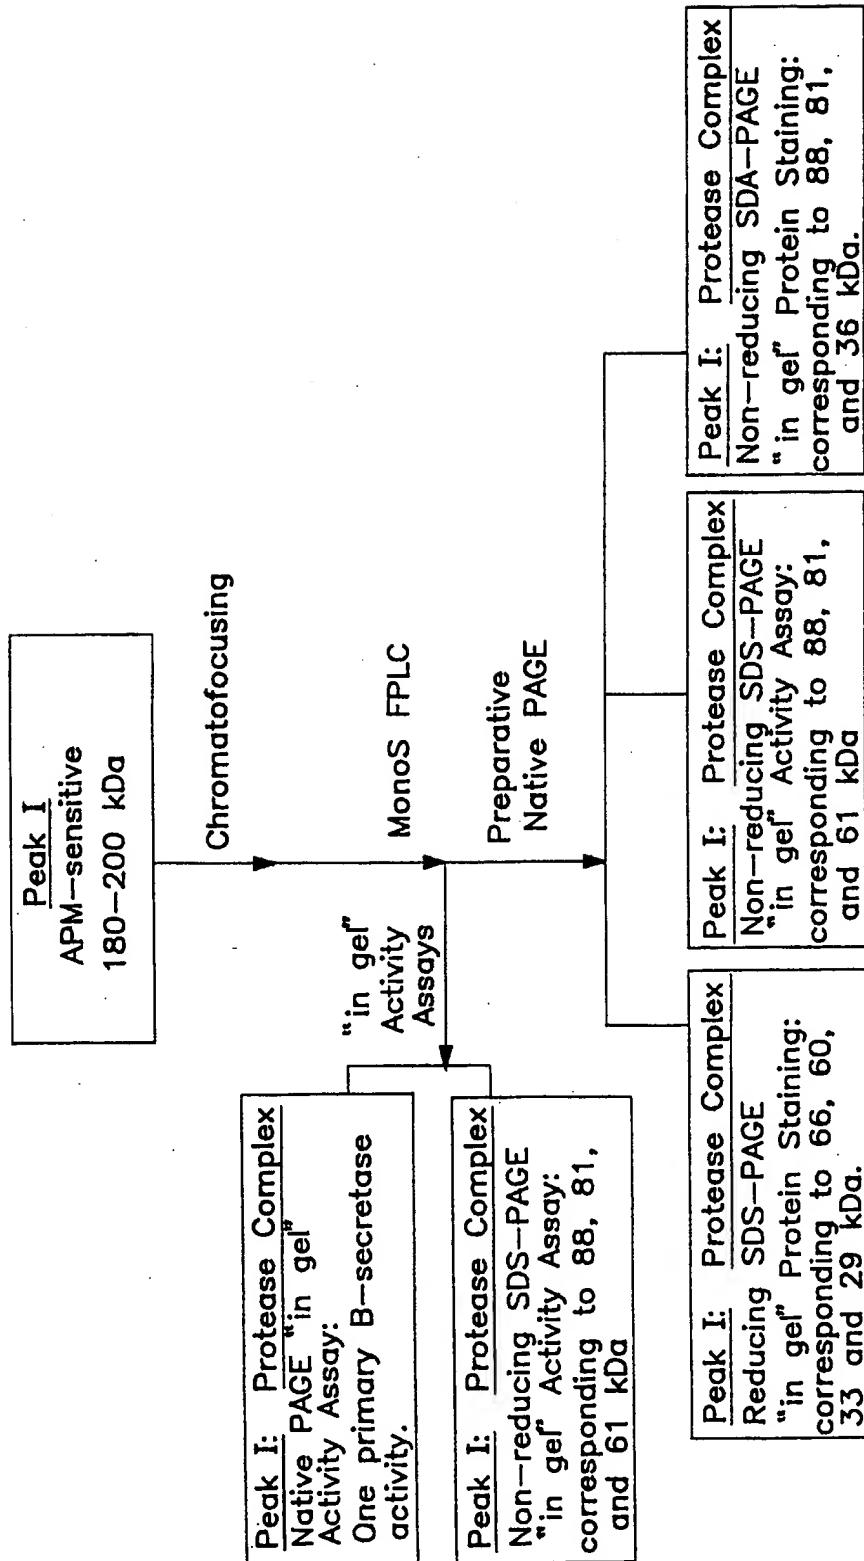 Peak I
APM-sensitive
180-200 kDa
Chromatofocusing
MonoS FPLC
"in gel"
Activity
Assays
Preparative
Native PAGE
Peak I: Protease Complex
Native PAGE "in gel"
Activity Assay:
One primary B-secretase
activity.
Peak I: Protease Complex
Non-reducing SDS-PAGE
"in gel" Activity Assay:
corresponding to 88, 81,
and 61 kDa
Peak I: Protease Complex
Reducing SDS-PAGE
"in gel" Protein Staining:
corresponding to 66, 60,
33 and 29 kDa.
Peak I: Protease Complex
Non-reducing SDS-PAGE
"in gel" Activity Assay:
corresponding to 88, 81,
and 61 kDa
Peak I: Protease Complex
Non-reducing SDA-PAGE
"in gel" Protein Staining:
corresponding to 88, 81,
and 36 kDa.